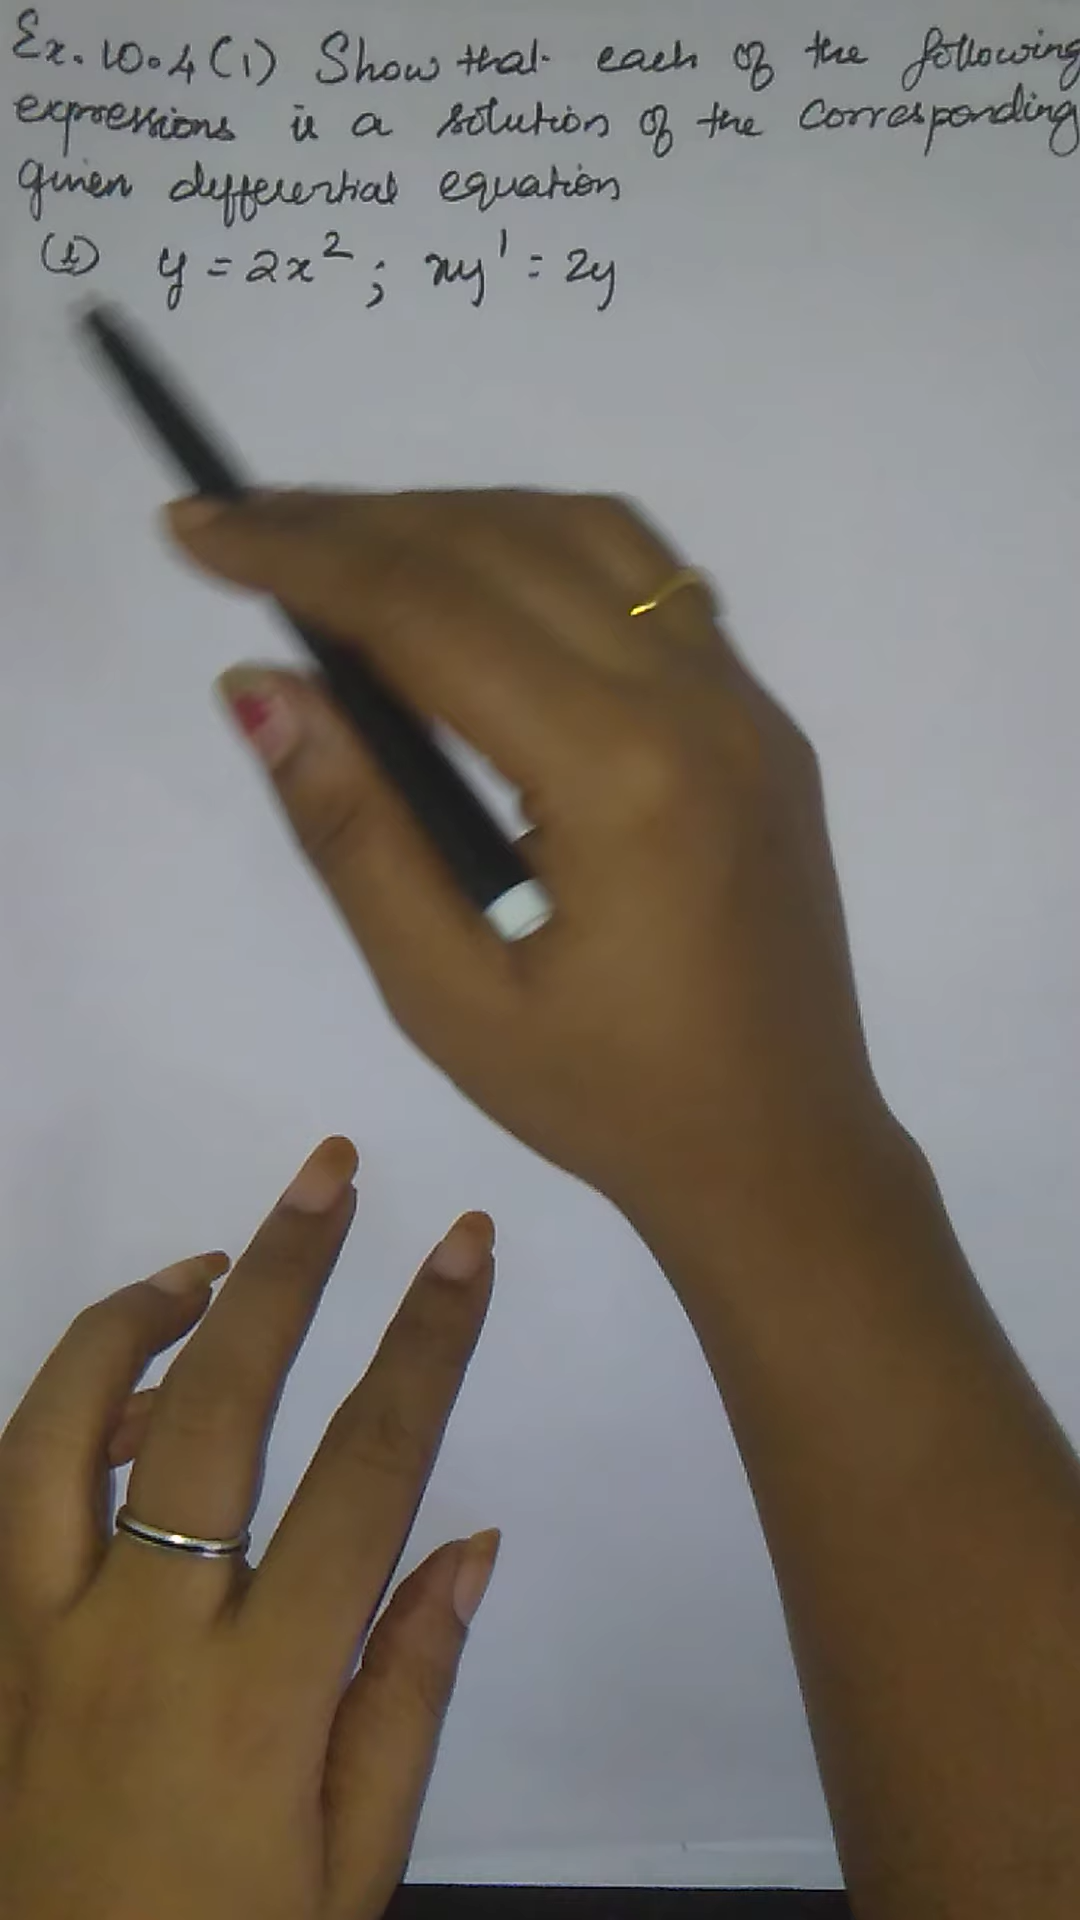 Ex. 10.4 (1) Show that each of the following
expressions is a solution of the corresponding
given differential equation
(i) y = 2x²; xy' = 2y